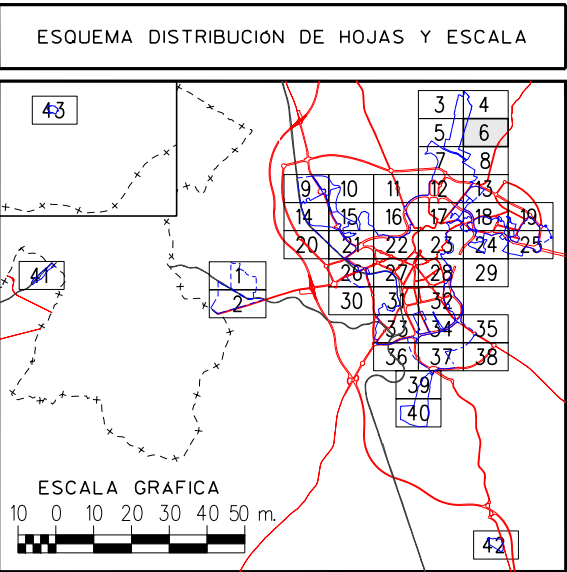 ESQUEMA DISTRIBUCIÓN DE HOJAS Y ESCALA
43
3 4
5 6
7 8
9 10 11 12 13
14 15 16 17 18 19
20 21 22 23 24 25
41 1 26 27 28 29
2 30 31 32
33 34 35
36 37 38
39
40
ESCALA GRÁFICA
10 0 10 20 30 40 50 m.
42